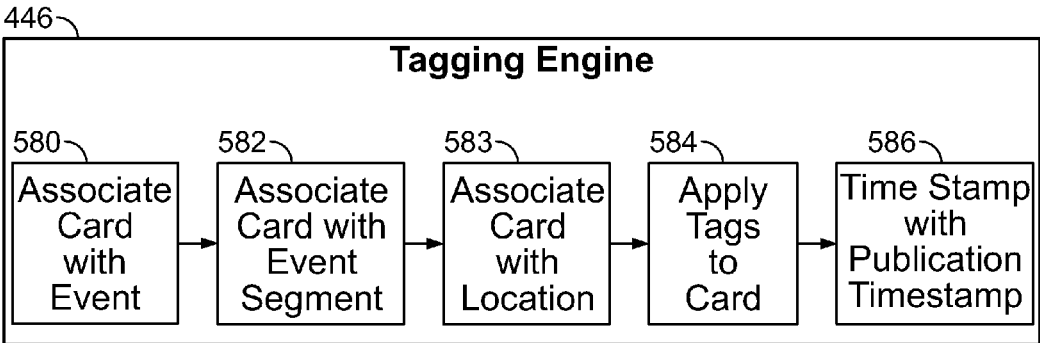 446
Tagging Engine
580
Associate
Card
with
Event
582
Associate
Card with
Event
Segment
583
Associate
Card
with
Location
584
Apply
Tags
to
Card
586
Time Stamp
with
Publication
Timestamp